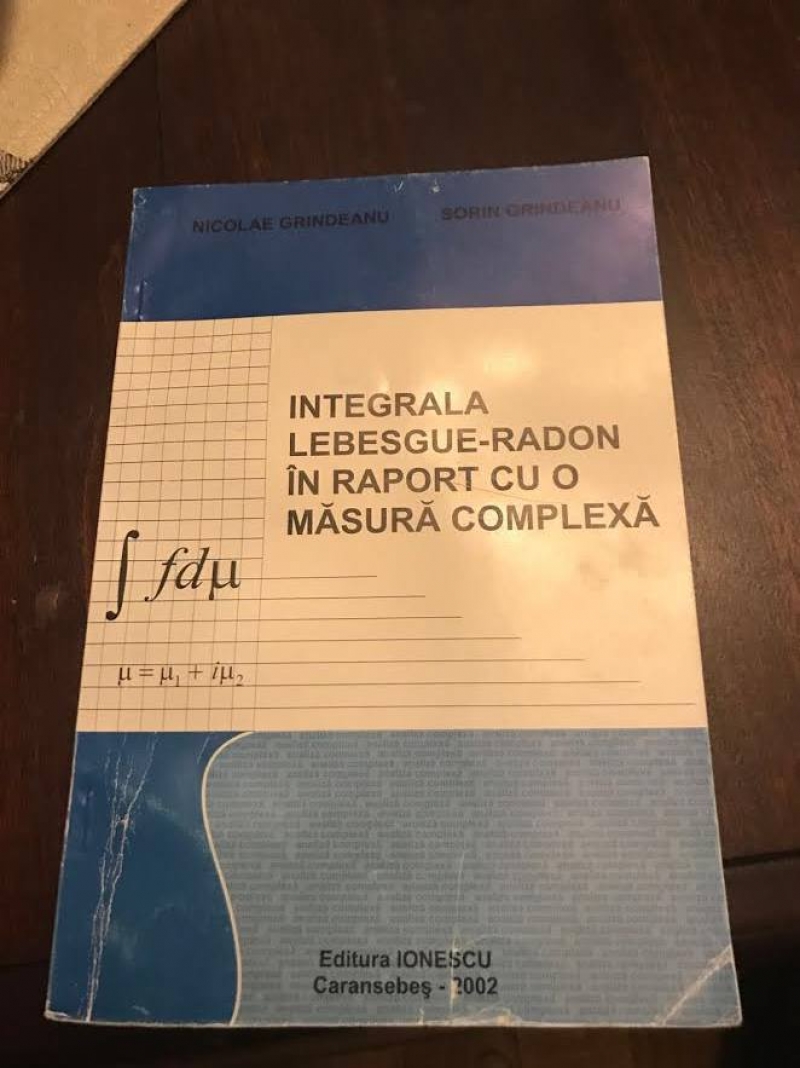 NICOLAE GRINDEANU SORIN GRINDEANU
INTEGRALA
LEBESGUE-RADON
ÎN RAPORT CU O
MĂSURĂ COMPLEXĂ
∫ fdμ
μ = μ₁ + iμ₂
Editura IONESCU
Caransebeş - 2002